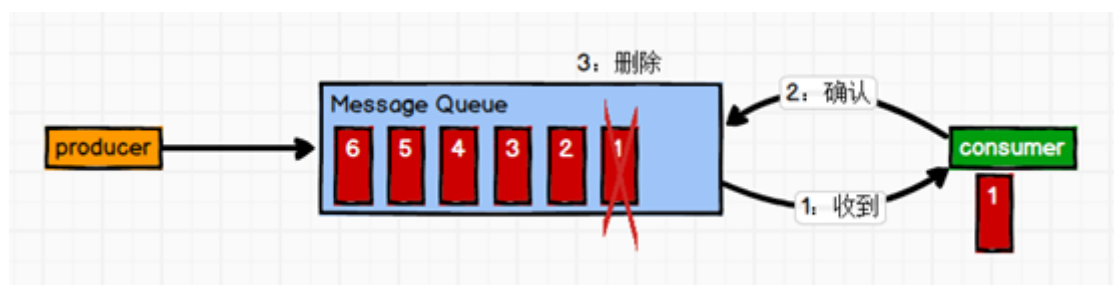 3：删除
Message Queue
2：确认
producer
6 5 4 3 2 1
consumer
1：收到
1